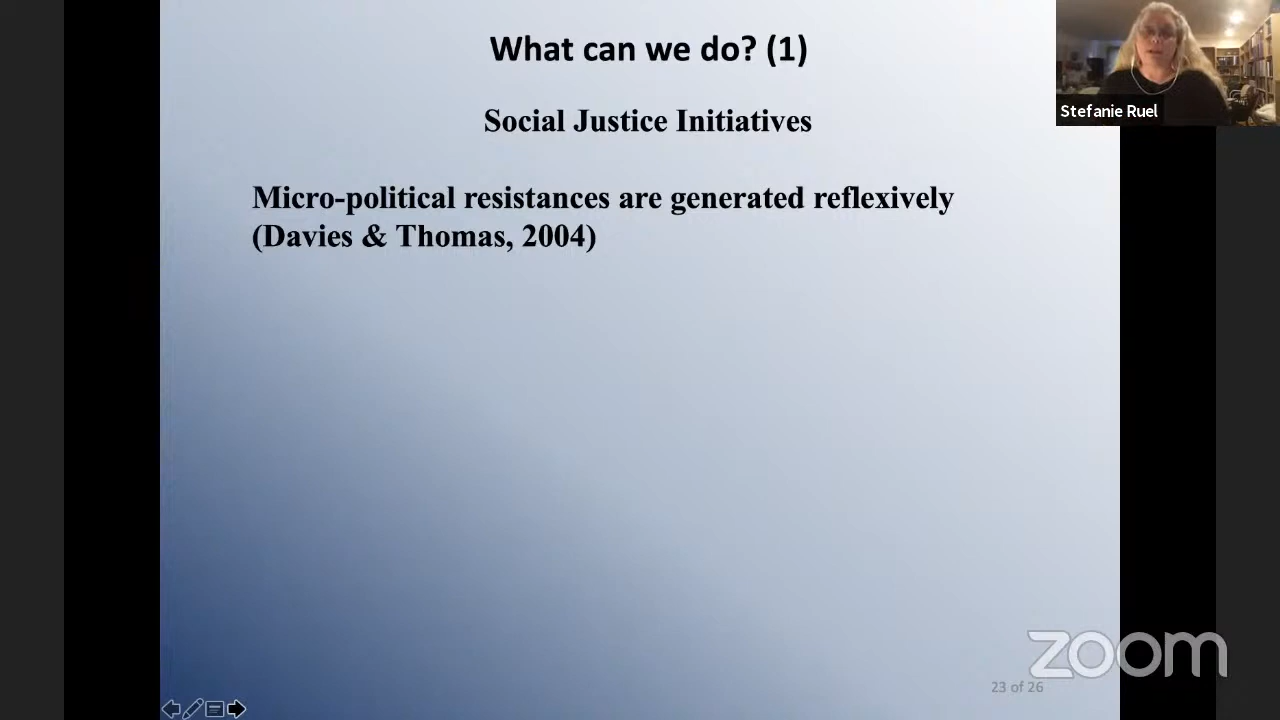 What can we do? (1)
Stefanie Ruel
Social Justice Initiatives
Micro-political resistances are generated reflexively
(Davies & Thomas, 2004)
zoom
23 of 26